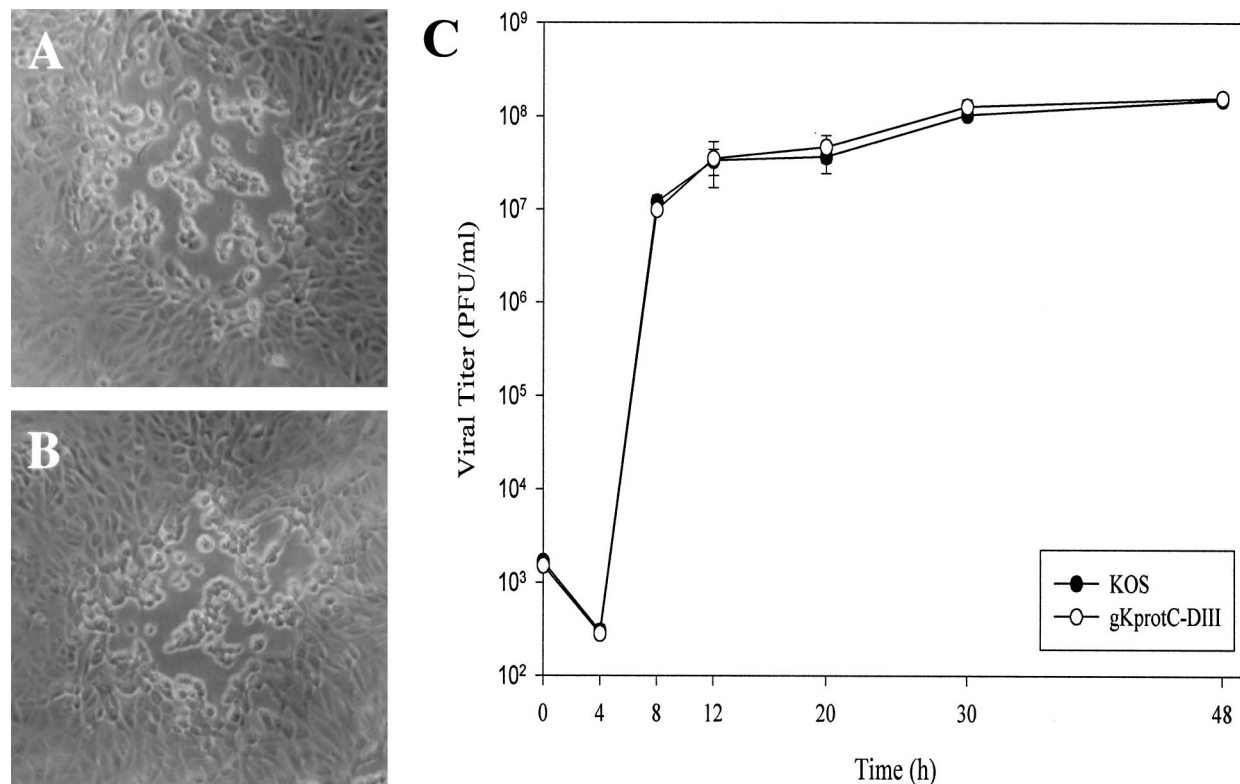 A
B
C
10⁹
10⁸
10⁷
10⁶
10⁵
10⁴
10³
10²
Viral Titer (PFU/ml)
0 4 8 12 20 30 48
Time (h)
KOS
gKprotC-DIII